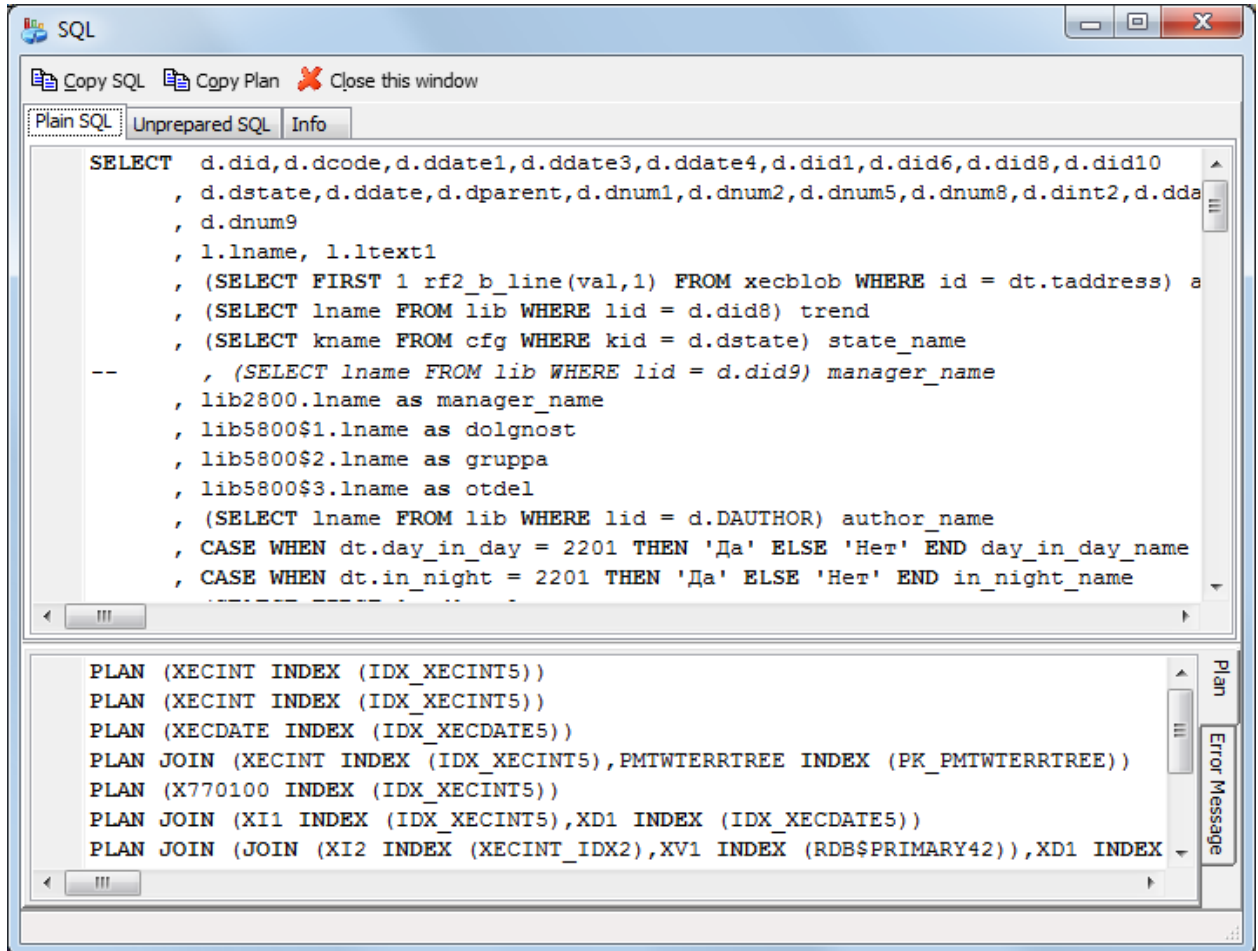 SQL
Copy SQL Copy Plan Close this window
Plain SQL Unprepared SQL Info
SELECT d.did,d.dcode,d.ddate1,d.ddate3,d.ddate4,d.did1,d.did6,d.did8,d.did10
, d.dstate,d.ddate,d.dparent,d.dnum1,d.dnum2,d.dnum5,d.dnum8,d.dint2,d.dda
, d.dnum9
, l.lname, l.ltext1
, (SELECT FIRST 1 rf2_b_line(val,1) FROM xecblob WHERE id = dt.taddress) a
, (SELECT lname FROM lib WHERE lid = d.did8) trend
, (SELECT kname FROM cfg WHERE kid = d.dstate) state_name
-- , (SELECT lname FROM lib WHERE lid = d.did9) manager_name
, lib2800.lname as manager_name
, lib5800$1.lname as dolgnost
, lib5800$2.lname as gruppa
, lib5800$3.lname as otdel
, (SELECT lname FROM lib WHERE lid = d.DAUTHOR) author_name
, CASE WHEN dt.day_in_day = 2201 THEN 'Да' ELSE 'Нет' END day_in_day_name
, CASE WHEN dt.in_night = 2201 THEN 'Да' ELSE 'Нет' END in_night_name
PLAN (XECINT INDEX (IDX_XECINT5))
PLAN (XECINT INDEX (IDX_XECINT5))
PLAN (XECDATE INDEX (IDX_XECDATE5))
PLAN JOIN (XECINT INDEX (IDX_XECINT5),PMTWTERRTREE INDEX (PK_PMTWTERRTREE))
PLAN (X770100 INDEX (IDX_XECINT5))
PLAN JOIN (XI1 INDEX (IDX_XECINT5),XD1 INDEX (IDX_XECDATE5))
PLAN JOIN (JOIN (XI2 INDEX (XECINT_IDX2),XV1 INDEX (RDB$PRIMARY42)),XD1 INDEX
Plan
Error Message